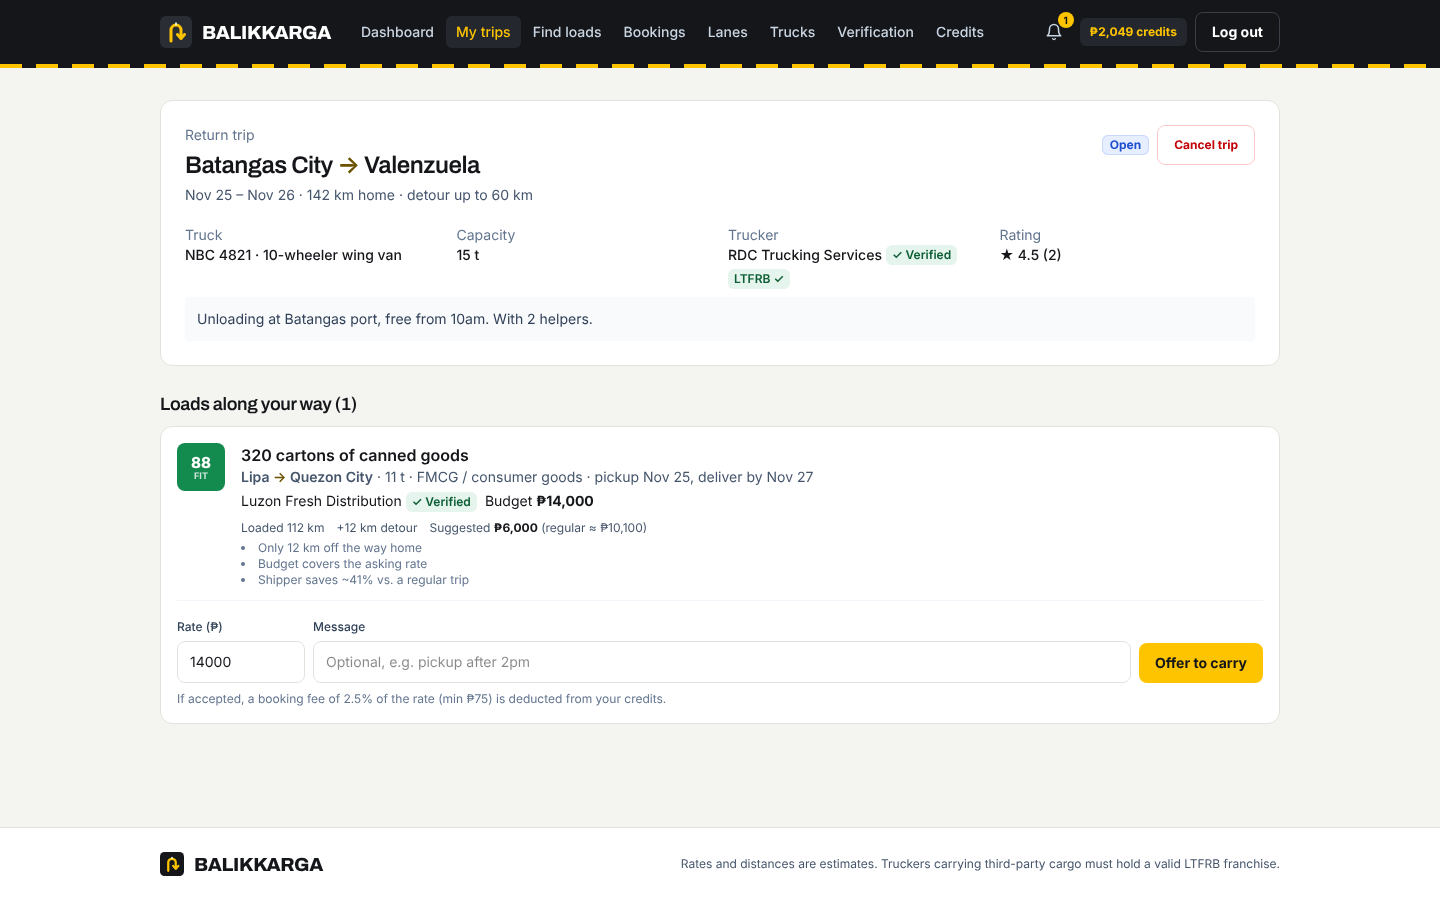 BALIKKARGA Dashboard My trips Find loads Bookings Lanes Trucks Verification Credits 1 ₱2,049 credits Log out
Return trip
Batangas City → Valenzuela
Open Cancel trip
Nov 25 – Nov 26 · 142 km home · detour up to 60 km
Truck Capacity Trucker Rating
NBC 4821 · 10-wheeler wing van 15 t RDC Trucking Services ✓ Verified ★ 4.5 (2)
LTFRB ✓
Unloading at Batangas port, free from 10am. With 2 helpers.
Loads along your way (1)
88
FIT
320 cartons of canned goods
Lipa → Quezon City · 11 t · FMCG / consumer goods · pickup Nov 25, deliver by Nov 27
Luzon Fresh Distribution ✓ Verified Budget ₱14,000
Loaded 112 km +12 km detour Suggested ₱6,000 (regular ≈ ₱10,100)
• Only 12 km off the way home
• Budget covers the asking rate
• Shipper saves ~41% vs. a regular trip
Rate (₱) Message
14000 Optional, e.g. pickup after 2pm Offer to carry
If accepted, a booking fee of 2.5% of the rate (min ₱75) is deducted from your credits.
BALIKKARGA Rates and distances are estimates. Truckers carrying third-party cargo must hold a valid LTFRB franchise.